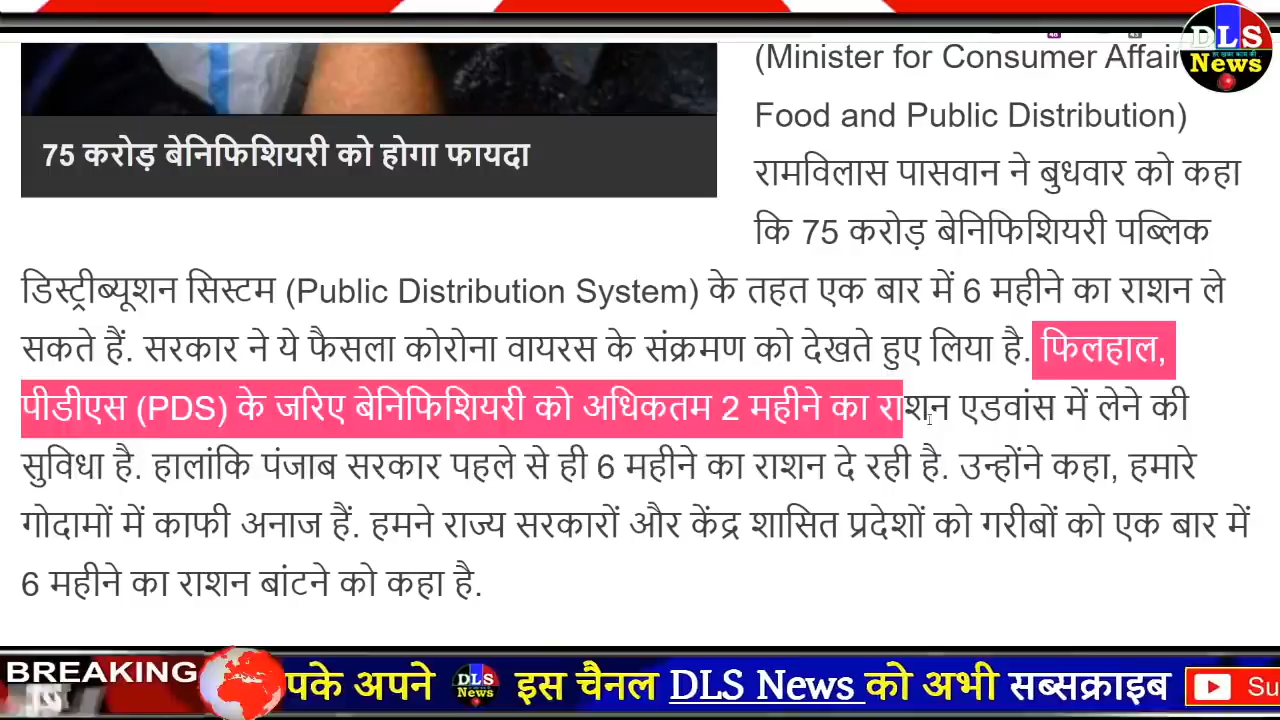 (Minister for Consumer Affair
DLS
News
Food and Public Distribution)
75 करोड़ बेनिफिशियरी को होगा फायदा
रामविलास पासवान ने बुधवार को कहा
कि 75 करोड़ बेनिफिशियरी पब्लिक
डिस्ट्रीब्यूशन सिस्टम (Public Distribution System) के तहत एक बार में 6 महीने का राशन ले
सकते हैं. सरकार ने ये फैसला कोरोना वायरस के संक्रमण को देखते हुए लिया है. फिलहाल,
पीडीएस (PDS) के जरिए बेनिफिशियरी को अधिकतम 2 महीने का राशन एडवांस में लेने की
सुविधा है. हालांकि पंजाब सरकार पहले से ही 6 महीने का राशन दे रही है. उन्होंने कहा, हमारे
गोदामों में काफी अनाज हैं. हमने राज्य सरकारों और केंद्र शासित प्रदेशों को गरीबों को एक बार में
6 महीने का राशन बांटने को कहा है.
BREAKING पके अपने DLS News इस चैनल DLS News को अभी सब्सक्राइब Su